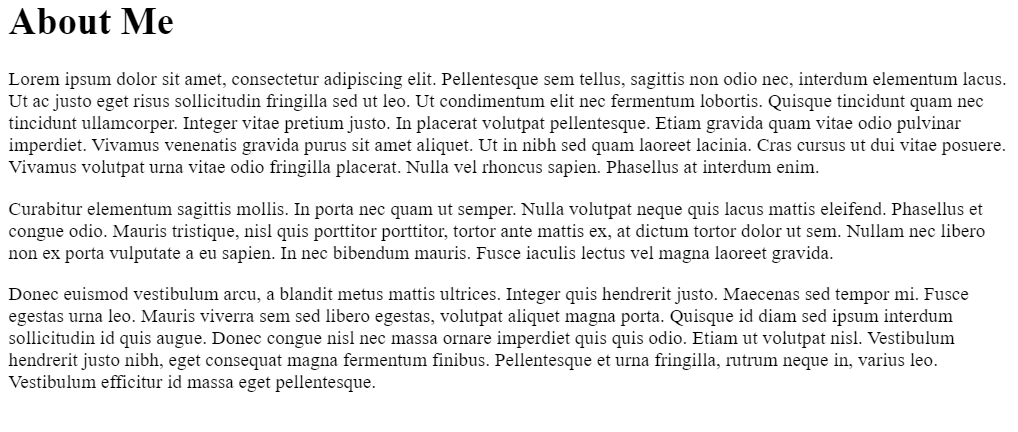 About Me
Lorem ipsum dolor sit amet, consectetur adipiscing elit. Pellentesque sem tellus, sagittis non odio nec, interdum elementum lacus.
Ut ac justo eget risus sollicitudin fringilla sed ut leo. Ut condimentum elit nec fermentum lobortis. Quisque tincidunt quam nec
tincidunt ullamcorper. Integer vitae pretium justo. In placerat volutpat pellentesque. Etiam gravida quam vitae odio pulvinar
imperdiet. Vivamus venenatis gravida purus sit amet aliquet. Ut in nibh sed quam laoreet lacinia. Cras cursus ut dui vitae posuere.
Vivamus volutpat urna vitae odio fringilla placerat. Nulla vel rhoncus sapien. Phasellus at interdum enim.
Curabitur elementum sagittis mollis. In porta nec quam ut semper. Nulla volutpat neque quis lacus mattis eleifend. Phasellus et
congue odio. Mauris tristique, nisl quis porttitor porttitor, tortor ante mattis ex, at dictum tortor dolor ut sem. Nullam nec libero
non ex porta vulputate a eu sapien. In nec bibendum mauris. Fusce iaculis lectus vel magna laoreet gravida.
Donec euismod vestibulum arcu, a blandit metus mattis ultrices. Integer quis hendrerit justo. Maecenas sed tempor mi. Fusce
egestas urna leo. Mauris viverra sem sed libero egestas, volutpat aliquet magna porta. Quisque id diam sed ipsum interdum
sollicitudin id quis augue. Donec congue nisl nec massa ornare imperdiet quis quis odio. Etiam ut volutpat nisl. Vestibulum
hendrerit justo nibh, eget consequat magna fermentum finibus. Pellentesque et urna fringilla, rutrum neque in, varius leo.
Vestibulum efficitur id massa eget pellentesque.